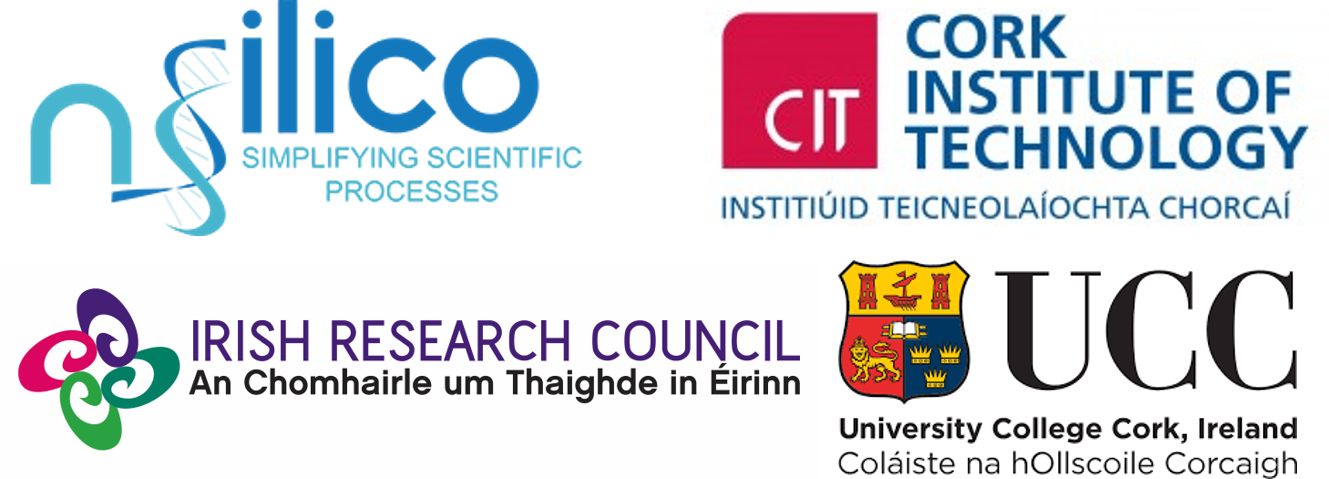 nsilico
SIMPLIFYING SCIENTIFIC
PROCESSES
CIT
CORK
INSTITUTE OF
TECHNOLOGY
INSTITIÚID TEICNEOLAÍOCHTA CHORCAÍ
IRISH RESEARCH COUNCIL
An Chomhairle um Thaighde in Éirinn
UCC
University College Cork, Ireland
Coláiste na hOllscoile Corcaigh